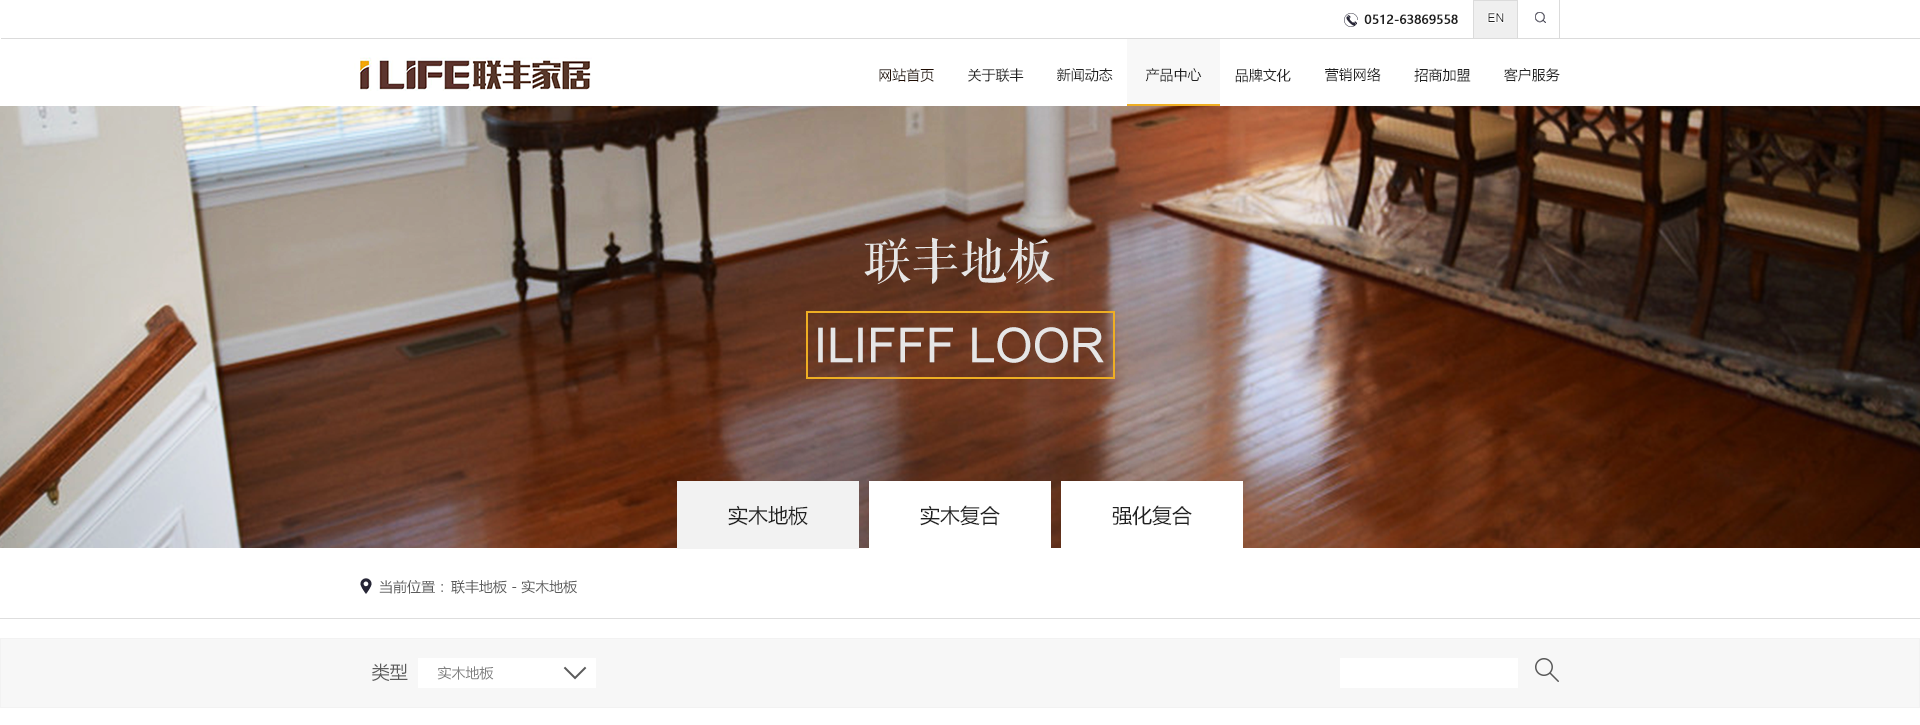 0512-63869558 EN
iLIFE联丰家居
网站首页 关于联丰 新闻动态 产品中心 品牌文化 营销网络 招商加盟 客户服务
联丰地板
ILIFFF LOOR
实木地板 实木复合 强化复合
当前位置：联丰地板 - 实木地板
类型 实木地板